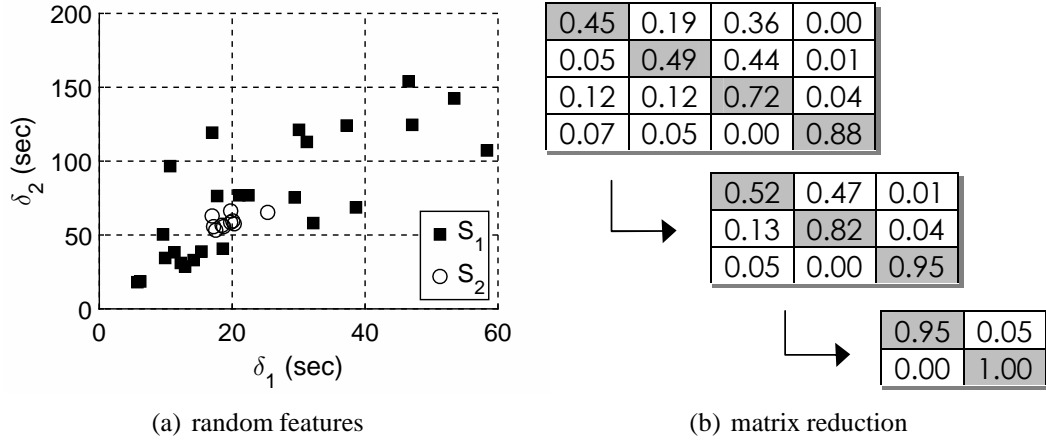 200
150
100
50
0
δ2 (sec)
0 20 40 60
δ1 (sec)
S1
S2
(a) random features
0.45 0.19 0.36 0.00
0.05 0.49 0.44 0.01
0.12 0.12 0.72 0.04
0.07 0.05 0.00 0.88
0.52 0.47 0.01
0.13 0.82 0.04
0.05 0.00 0.95
0.95 0.05
0.00 1.00
(b) matrix reduction